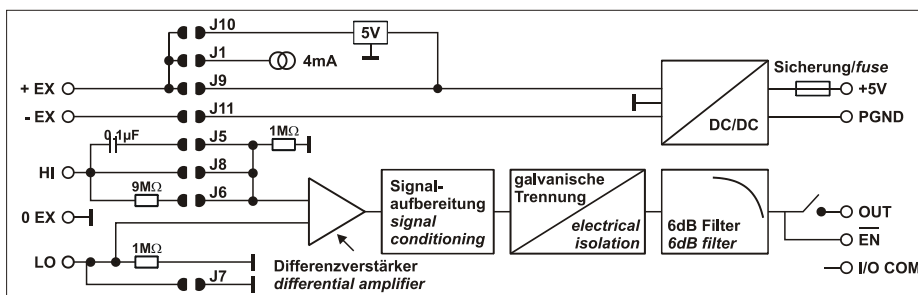 J10
5V
J1
4mA
Sicherung/fuse
+ EX
J9
+5V
- EX
J11
DC/DC
PGND
0,1µF
J5
1MΩ
HI
J8
9MΩ
J6
0 EX
Signal-
aufbereitung
signal
conditioning
galvanische
Trennung
electrical
isolation
6dB Filter
6dB filter
OUT
EN
LO
1MΩ
J7
Differenzverstärker
differential amplifier
I/O COM